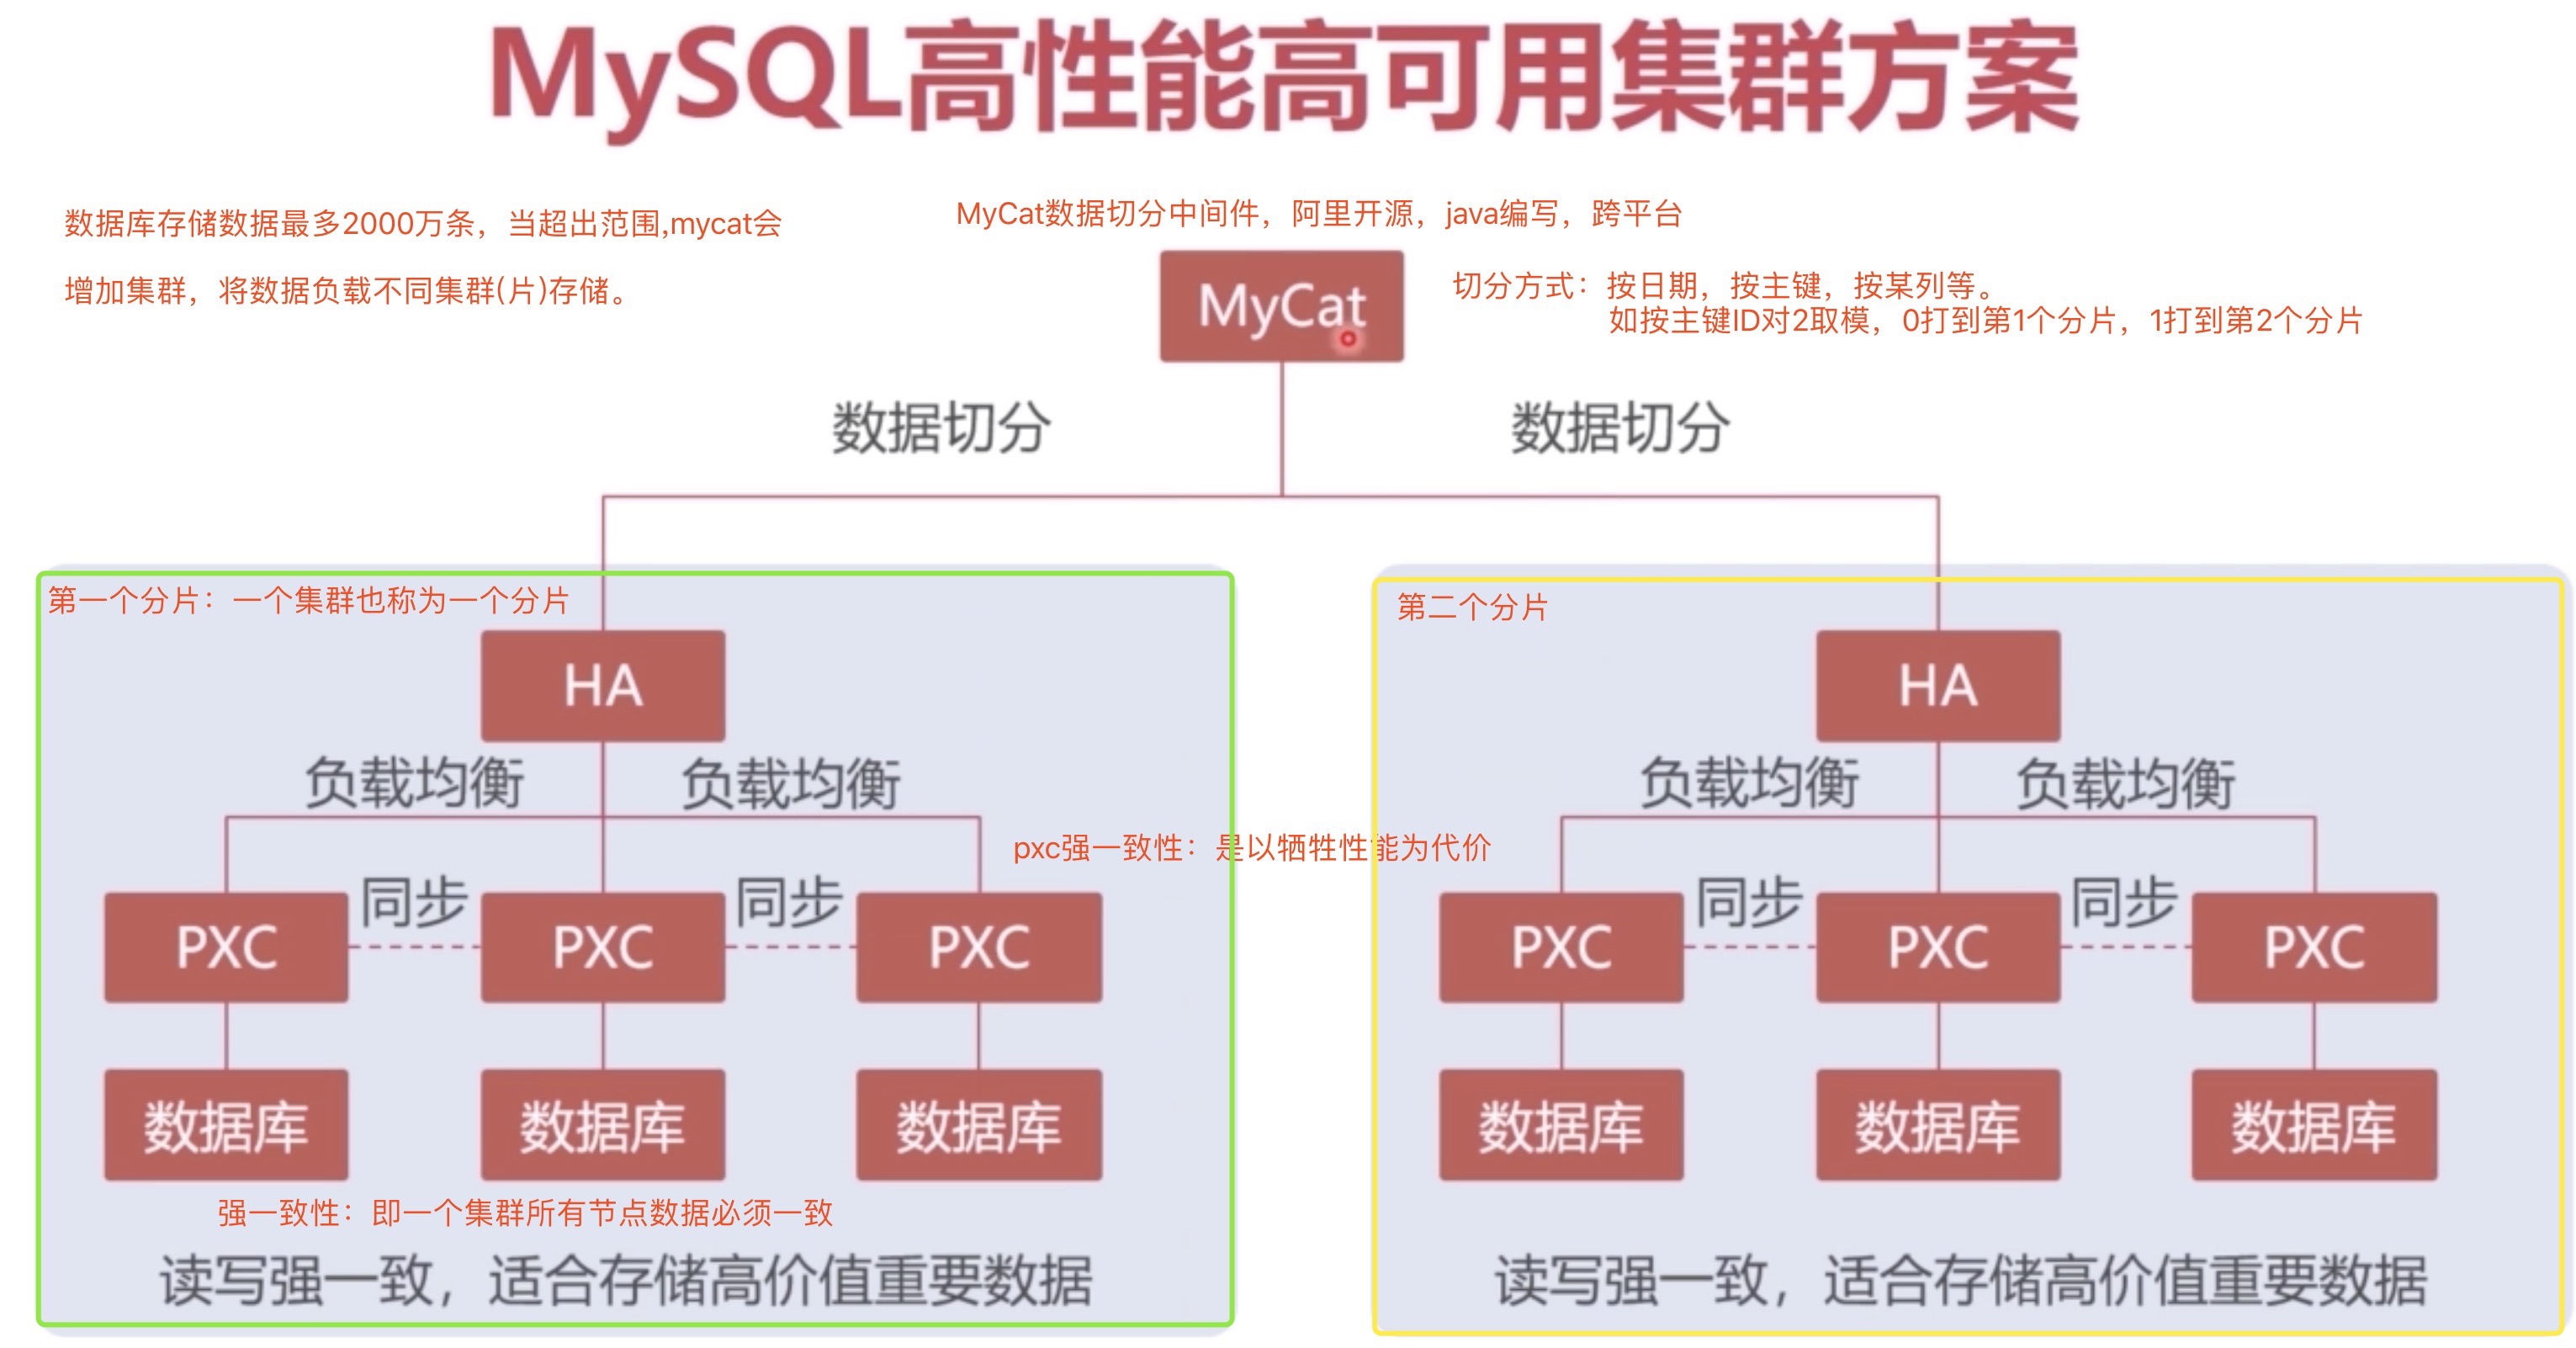 MySQL高性能高可用集群方案
数据库存储数据最多2000万条，当超出范围,mycat会
增加集群，将数据负载不同集群(片)存储。
MyCat数据切分中间件，阿里开源，java编写，跨平台
MyCat
切分方式：按日期，按主键，按某列等。
如按主键ID对2取模，0打到第1个分片，1打到第2个分片
数据切分
数据切分
第一个分片：一个集群也称为一个分片
HA
负载均衡
负载均衡
PXC
同步
PXC
同步
PXC
数据库
数据库
数据库
强一致性：即一个集群所有节点数据必须一致
读写强一致，适合存储高价值重要数据
pxc强一致性：是以牺牲性能为代价
第二个分片
HA
负载均衡
负载均衡
PXC
同步
PXC
同步
PXC
数据库
数据库
数据库
读写强一致，适合存储高价值重要数据